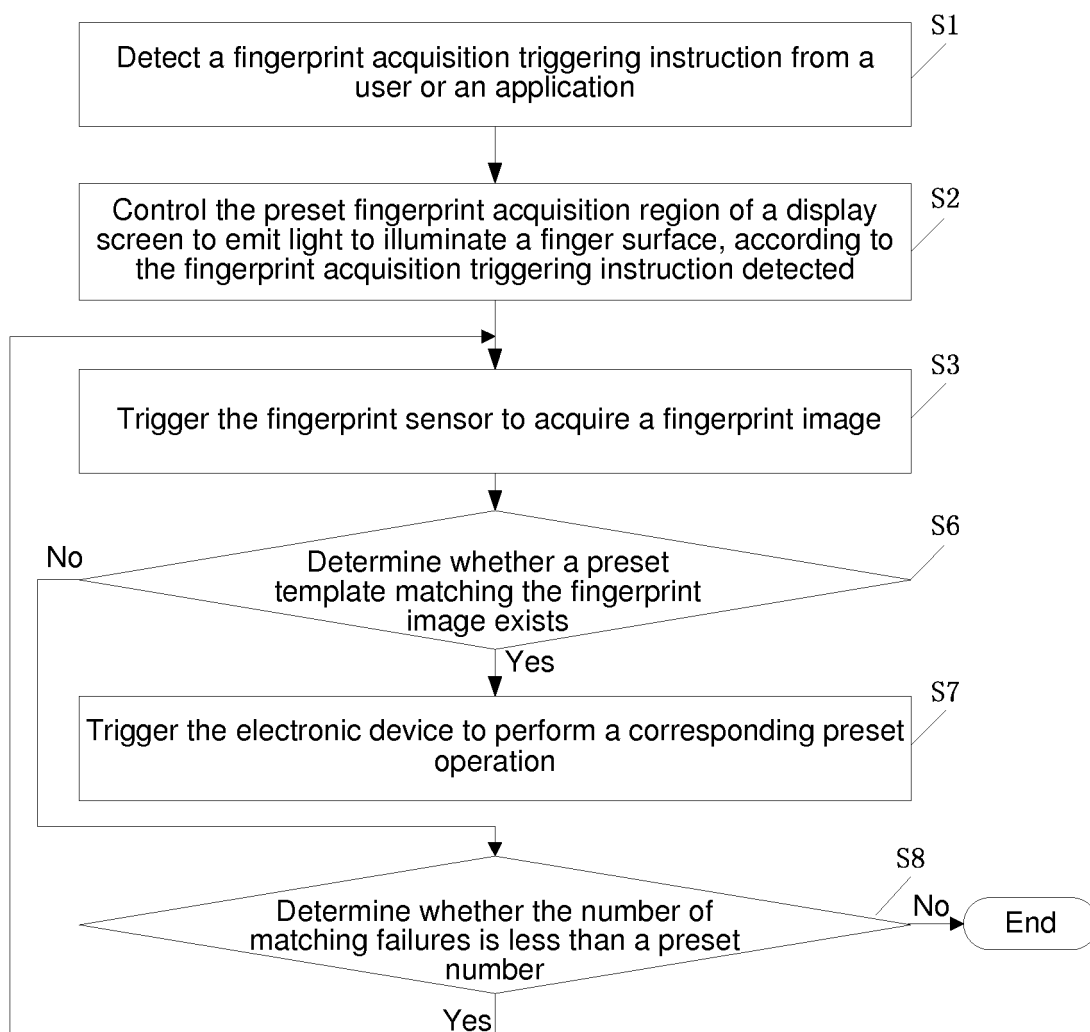 S1
Detect a fingerprint acquisition triggering instruction from a
user or an application
S2
Control the preset fingerprint acquisition region of a display
screen to emit light to illuminate a finger surface, according to
the fingerprint acquisition triggering instruction detected
S3
Trigger the fingerprint sensor to acquire a fingerprint image
S6
No
Determine whether a preset
template matching the fingerprint
image exists
Yes
S7
Trigger the electronic device to perform a corresponding preset
operation
S8
Determine whether the number of
matching failures is less than a preset
number
No
End
Yes